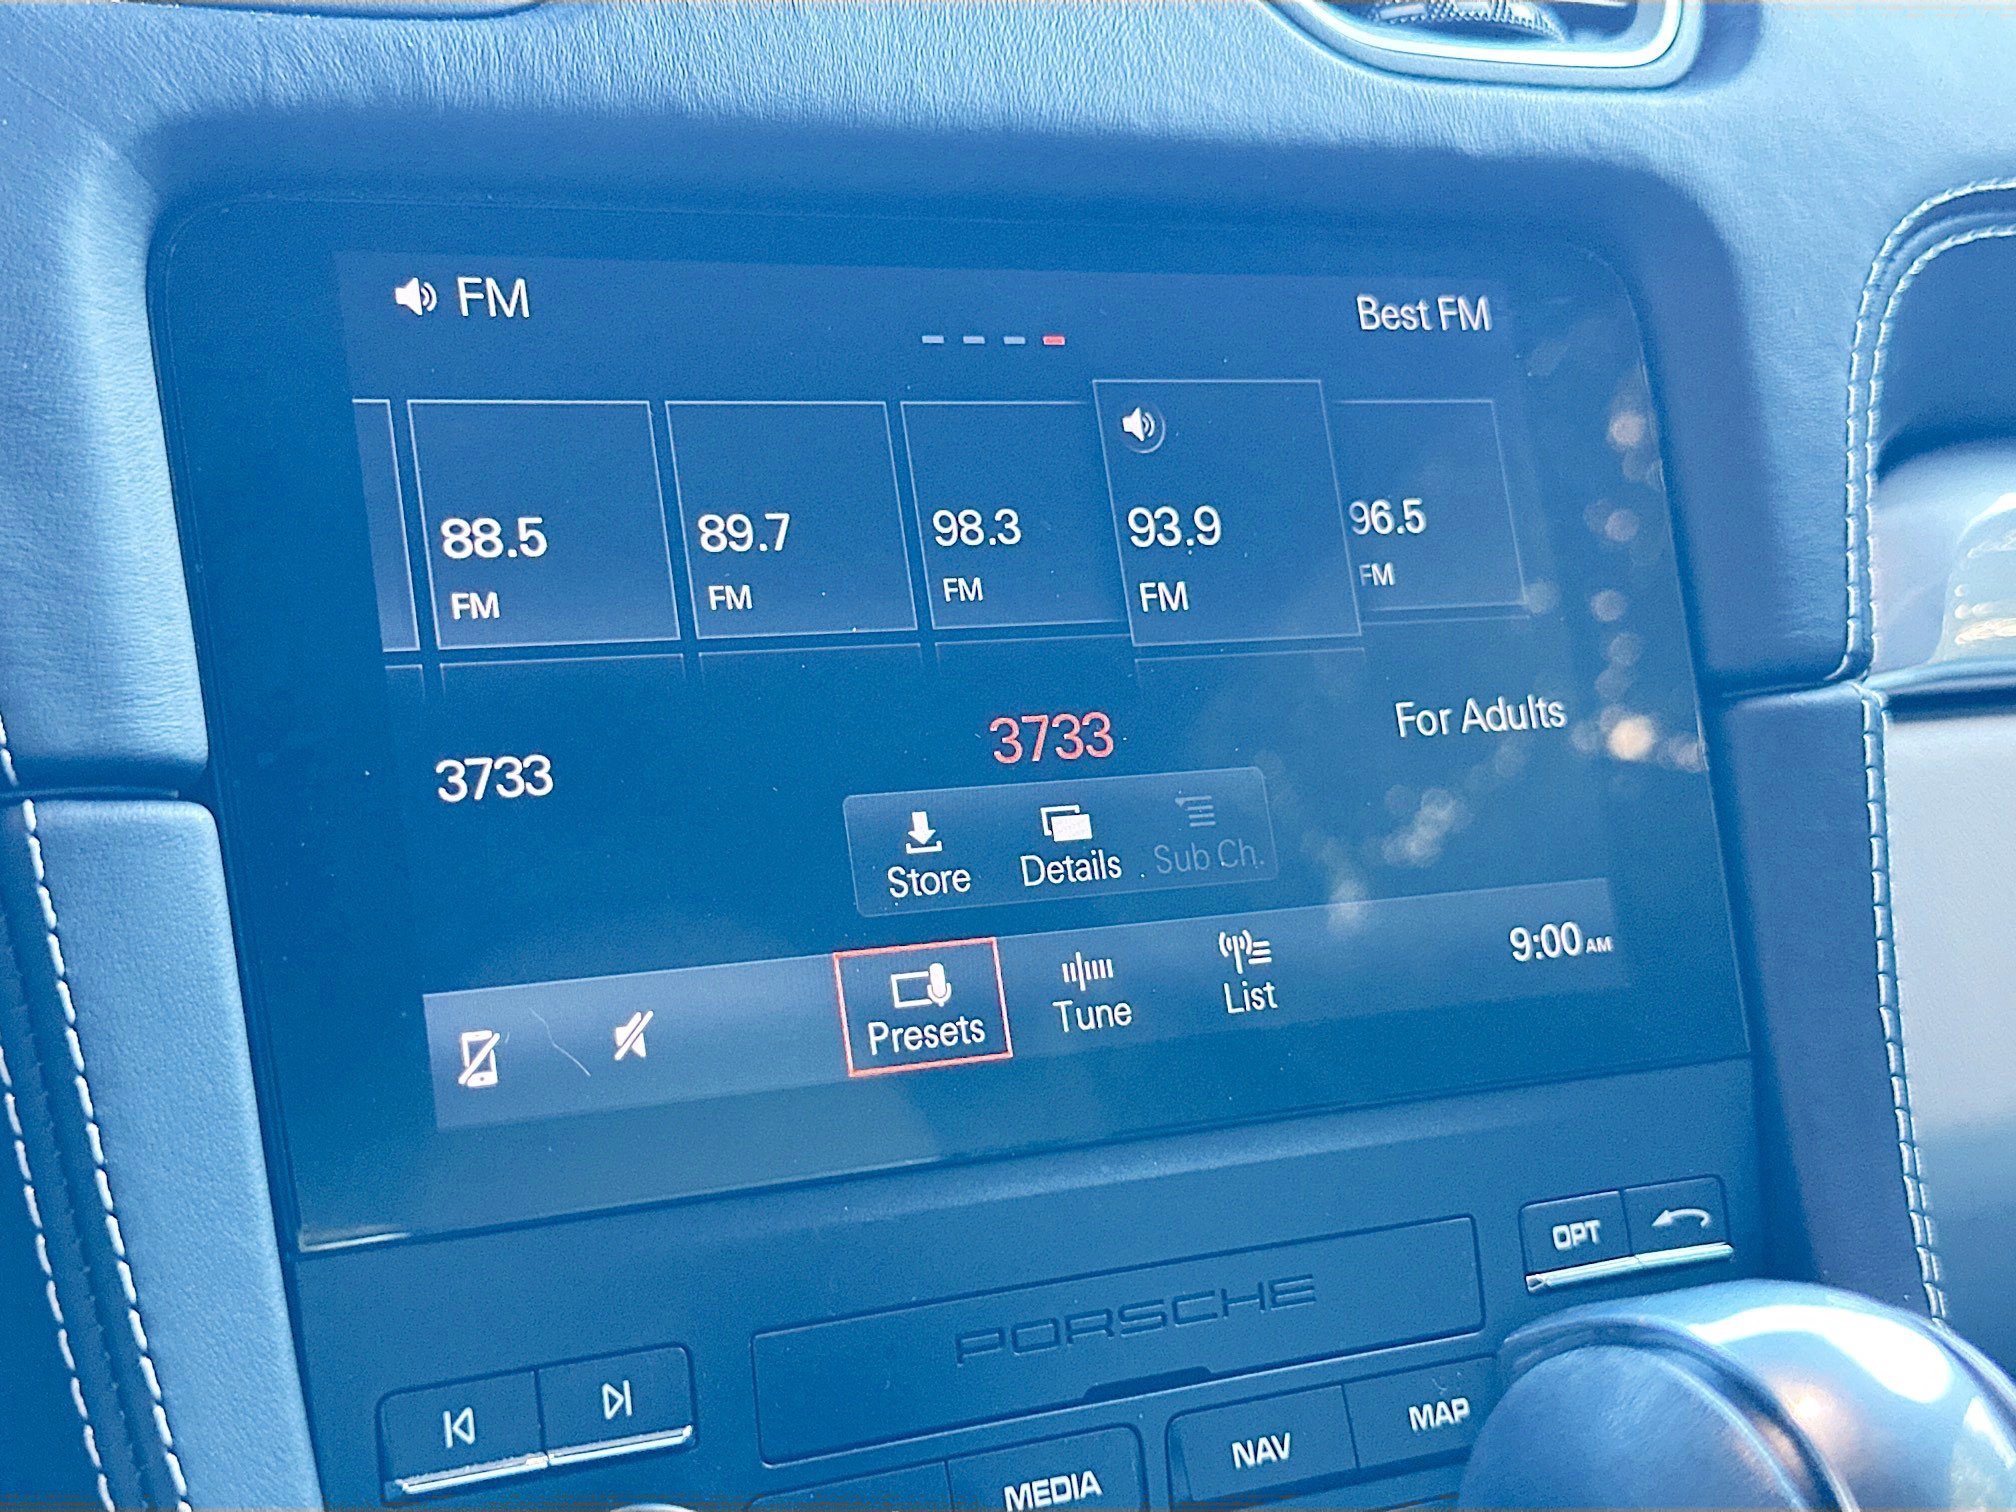 FM
Best FM
88.5
FM
89.7
FM
98.3
FM
93.9
FM
96.5
FM
3733
3733
For Adults
Store
Details
Sub Ch.
Presets
Tune
List
9:00 AM
OPT
PORSCHE
MEDIA
NAV
MAP